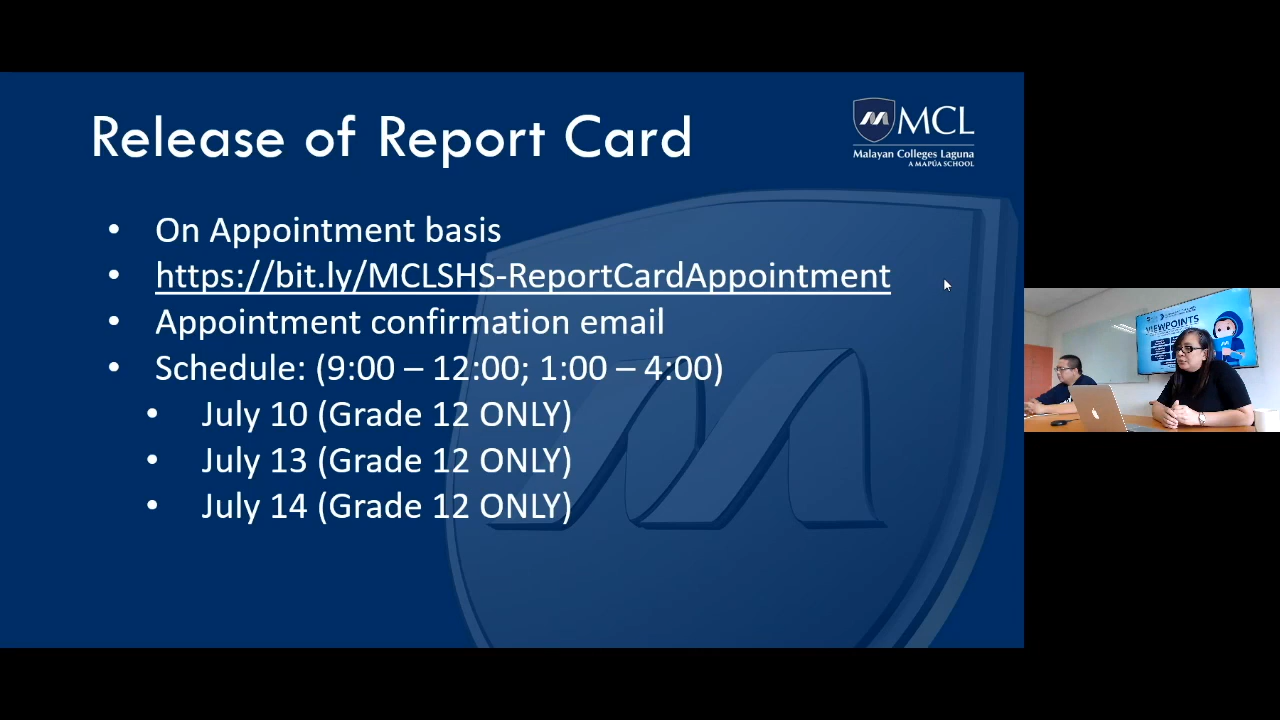 Release of Report Card
MCL
Malayan Colleges Laguna
A MAPÚA SCHOOL
• On Appointment basis
• https://bit.ly/MCLSHS-ReportCardAppointment
• Appointment confirmation email
• Schedule: (9:00 – 12:00; 1:00 – 4:00)
• July 10 (Grade 12 ONLY)
• July 13 (Grade 12 ONLY)
• July 14 (Grade 12 ONLY)
VIEWPOINTS